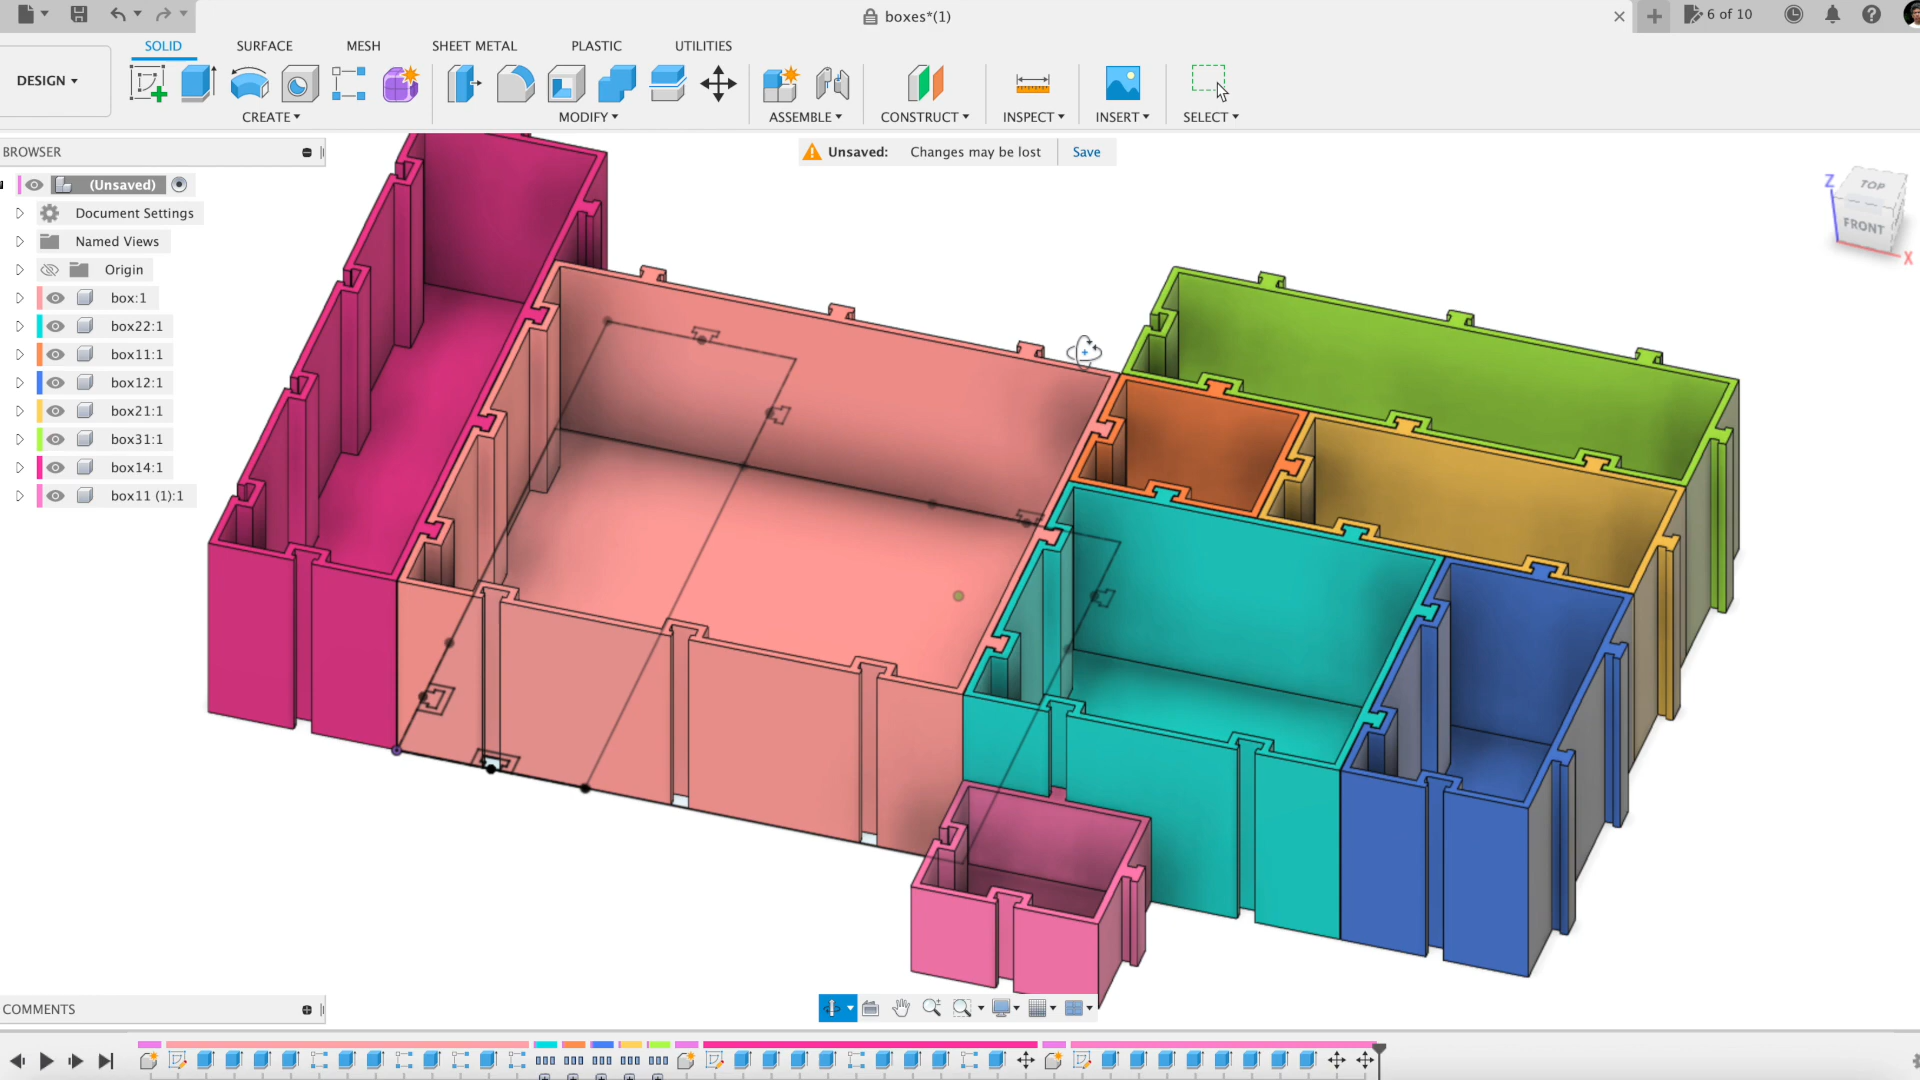 boxes*(1)
6 of 10
SOLID
SURFACE
MESH
SHEET METAL
PLASTIC
UTILITIES
DESIGN
CREATE
MODIFY
ASSEMBLE
CONSTRUCT
INSPECT
INSERT
SELECT
BROWSER
Unsaved: Changes may be lost Save
(Unsaved)
Document Settings
Named Views
Origin
box:1
box22:1
box11:1
box12:1
box21:1
box31:1
box14:1
box11 (1):1
Z
TOP
FRONT
X
COMMENTS